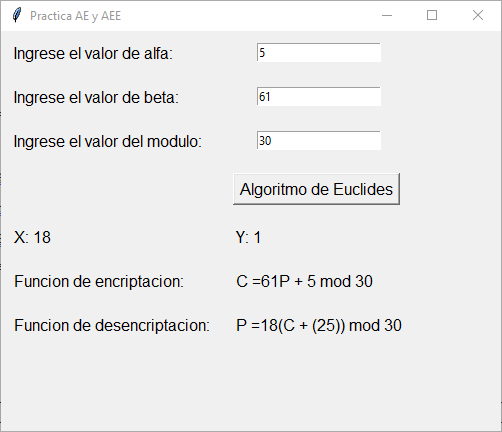 Practica AE y AEE
Ingrese el valor de alfa: 5
Ingrese el valor de beta: 61
Ingrese el valor del modulo: 30
Algoritmo de Euclides
X: 18 Y: 1
Funcion de encriptacion: C =61P + 5 mod 30
Funcion de desencriptacion: P =18(C + (25)) mod 30